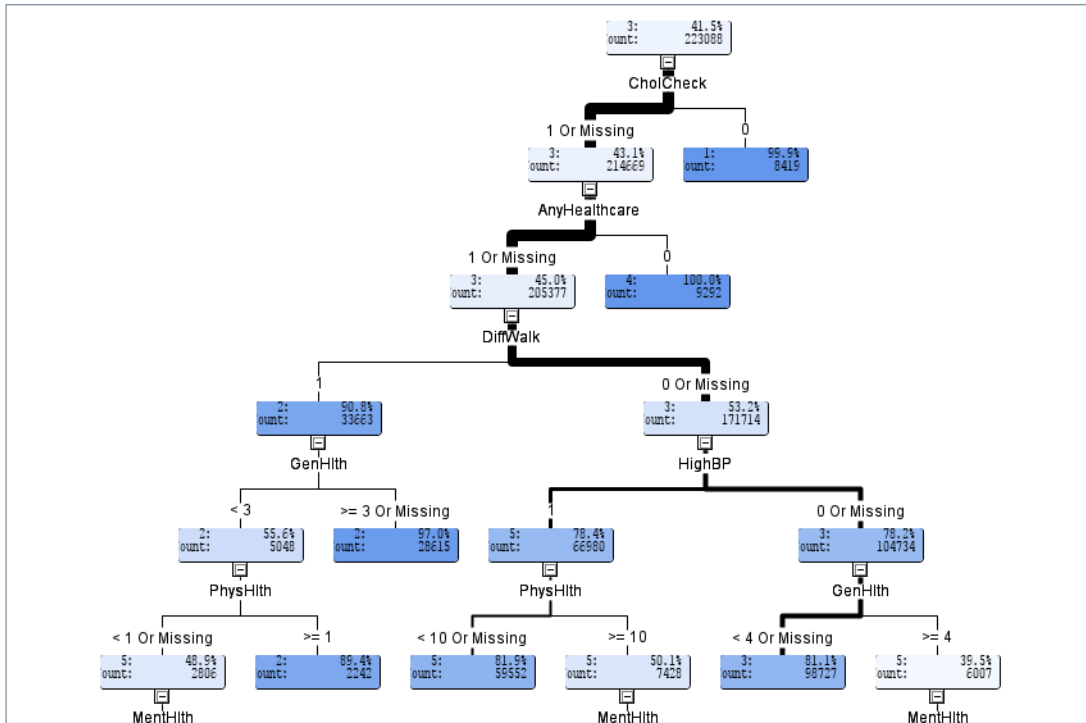 3: 41.5%
ount: 223088
CholCheck
1 Or Missing 0
3: 43.1% 1: 99.9%
ount: 214669 ount: 8419
AnyHealthcare
1 Or Missing 0
3: 45.0% 4: 100.0%
ount: 205377 ount: 9292
DiffWalk
1 0 Or Missing
2: 90.8% 3: 53.2%
ount: 33663 ount: 171714
GenHlth HighBP
< 3 >= 3 Or Missing 1 0 Or Missing
2: 55.6% 2: 97.0% 5: 78.4% 3: 78.2%
ount: 5048 ount: 28615 ount: 66980 ount: 104734
PhysHlth PhysHlth GenHlth
< 1 Or Missing >= 1 < 10 Or Missing >= 10 < 4 Or Missing >= 4
5: 48.9% 2: 89.4% 5: 81.9% 5: 50.1% 3: 81.1% 5: 39.5%
ount: 2806 ount: 2242 ount: 59552 ount: 7428 ount: 98727 ount: 6007
MentHlth MentHlth MentHlth